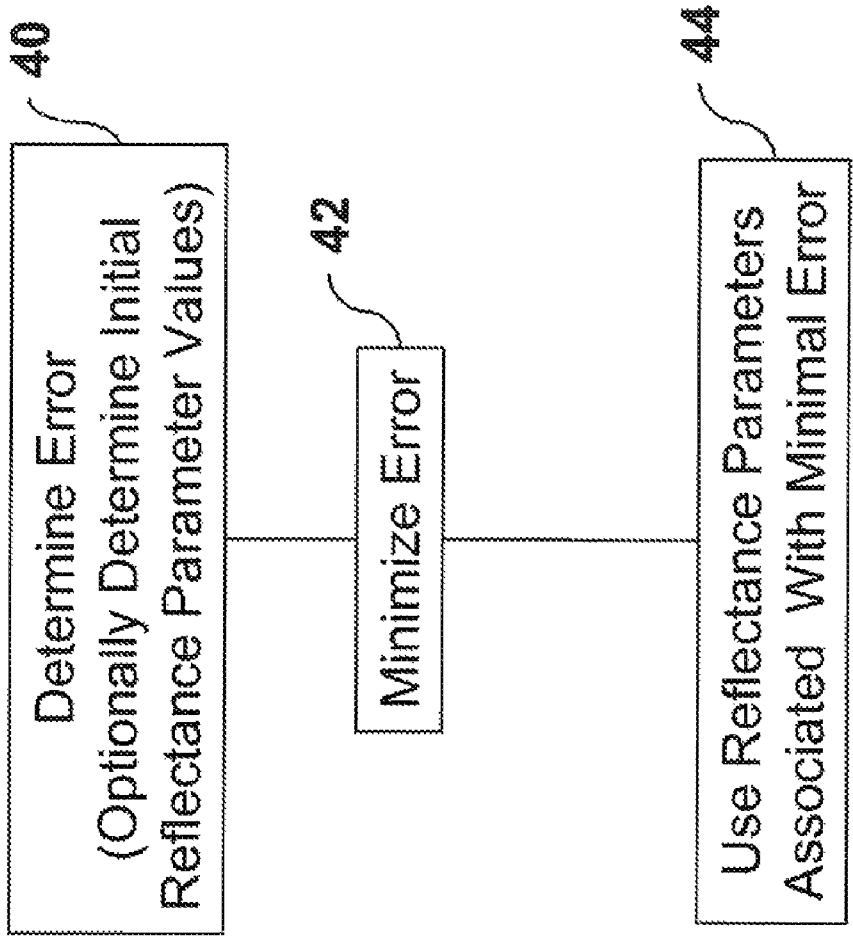 40
Determine Error
(Optionally Determine Initial
Reflectance Parameter Values)
42
Minimize Error
44
Use Reflectance Parameters
Associated With Minimal Error